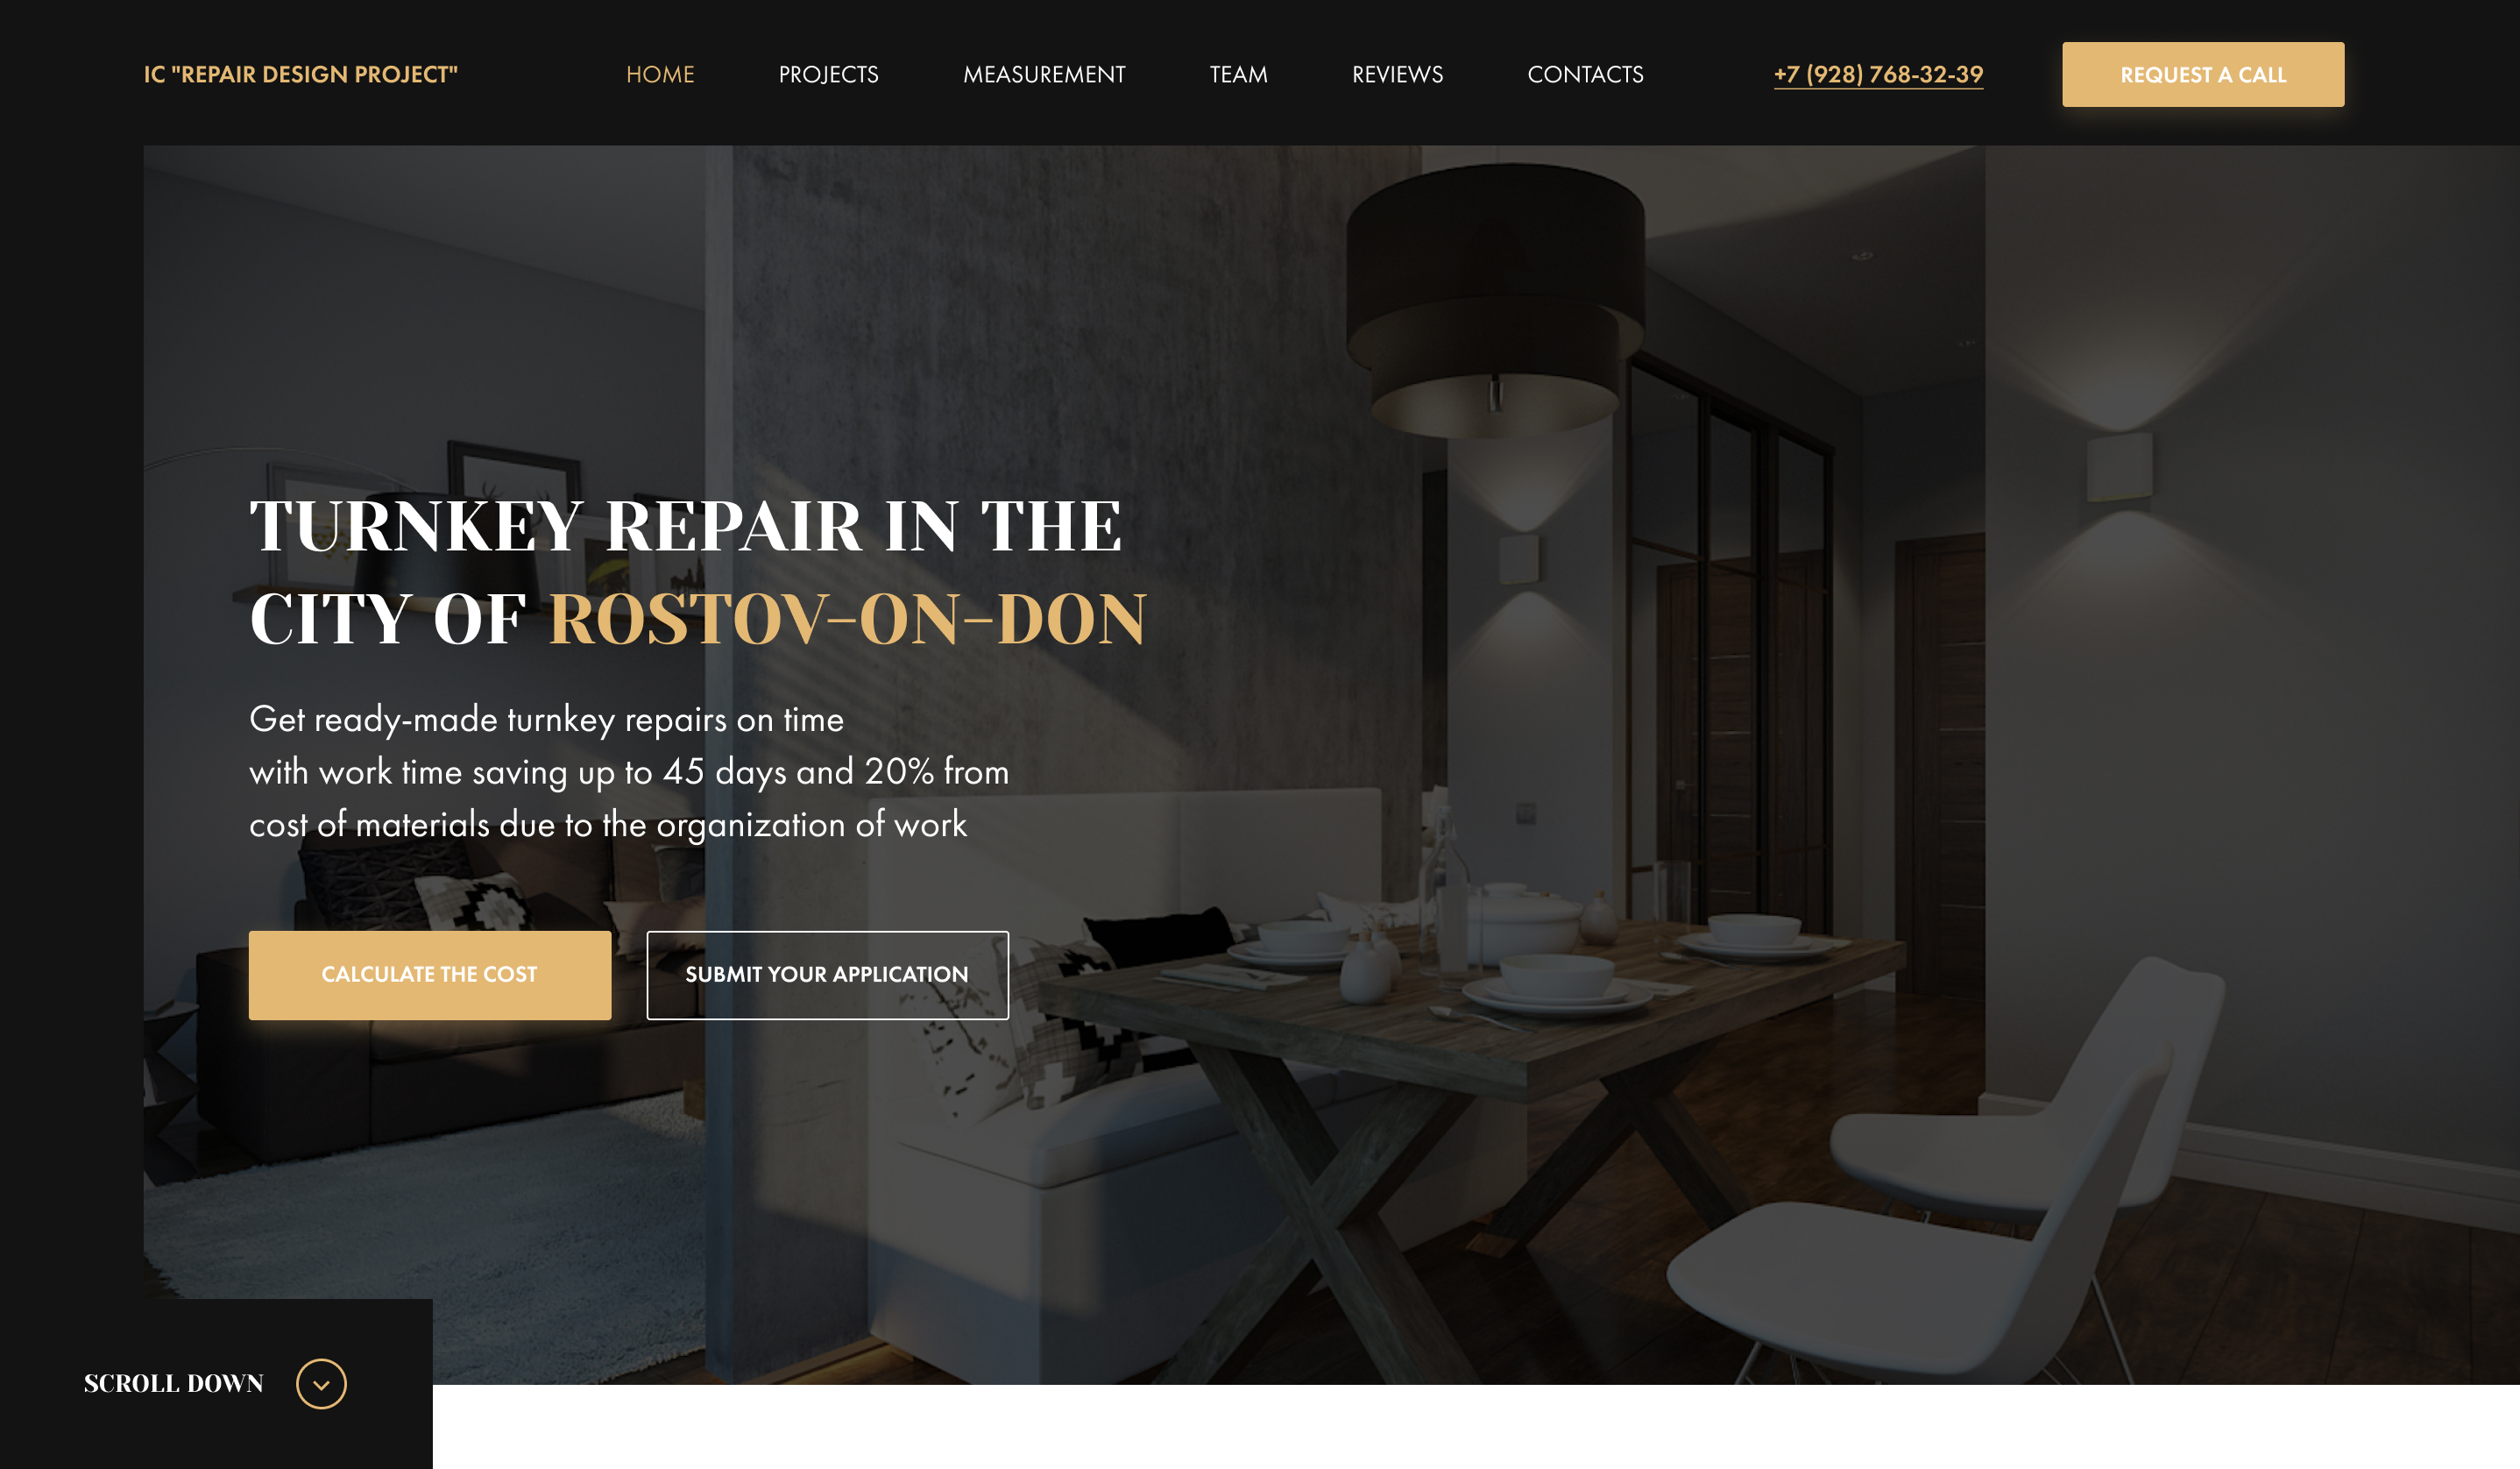 IC "REPAIR DESIGN PROJECT"
HOME
PROJECTS
MEASUREMENT
TEAM
REVIEWS
CONTACTS
+7 (928) 768-32-39
REQUEST A CALL
TURNKEY REPAIR IN THE
CITY OF ROSTOV-ON-DON
Get ready-made turnkey repairs on time
with work time saving up to 45 days and 20% from
cost of materials due to the organization of work
CALCULATE THE COST
SUBMIT YOUR APPLICATION
SCROLL DOWN